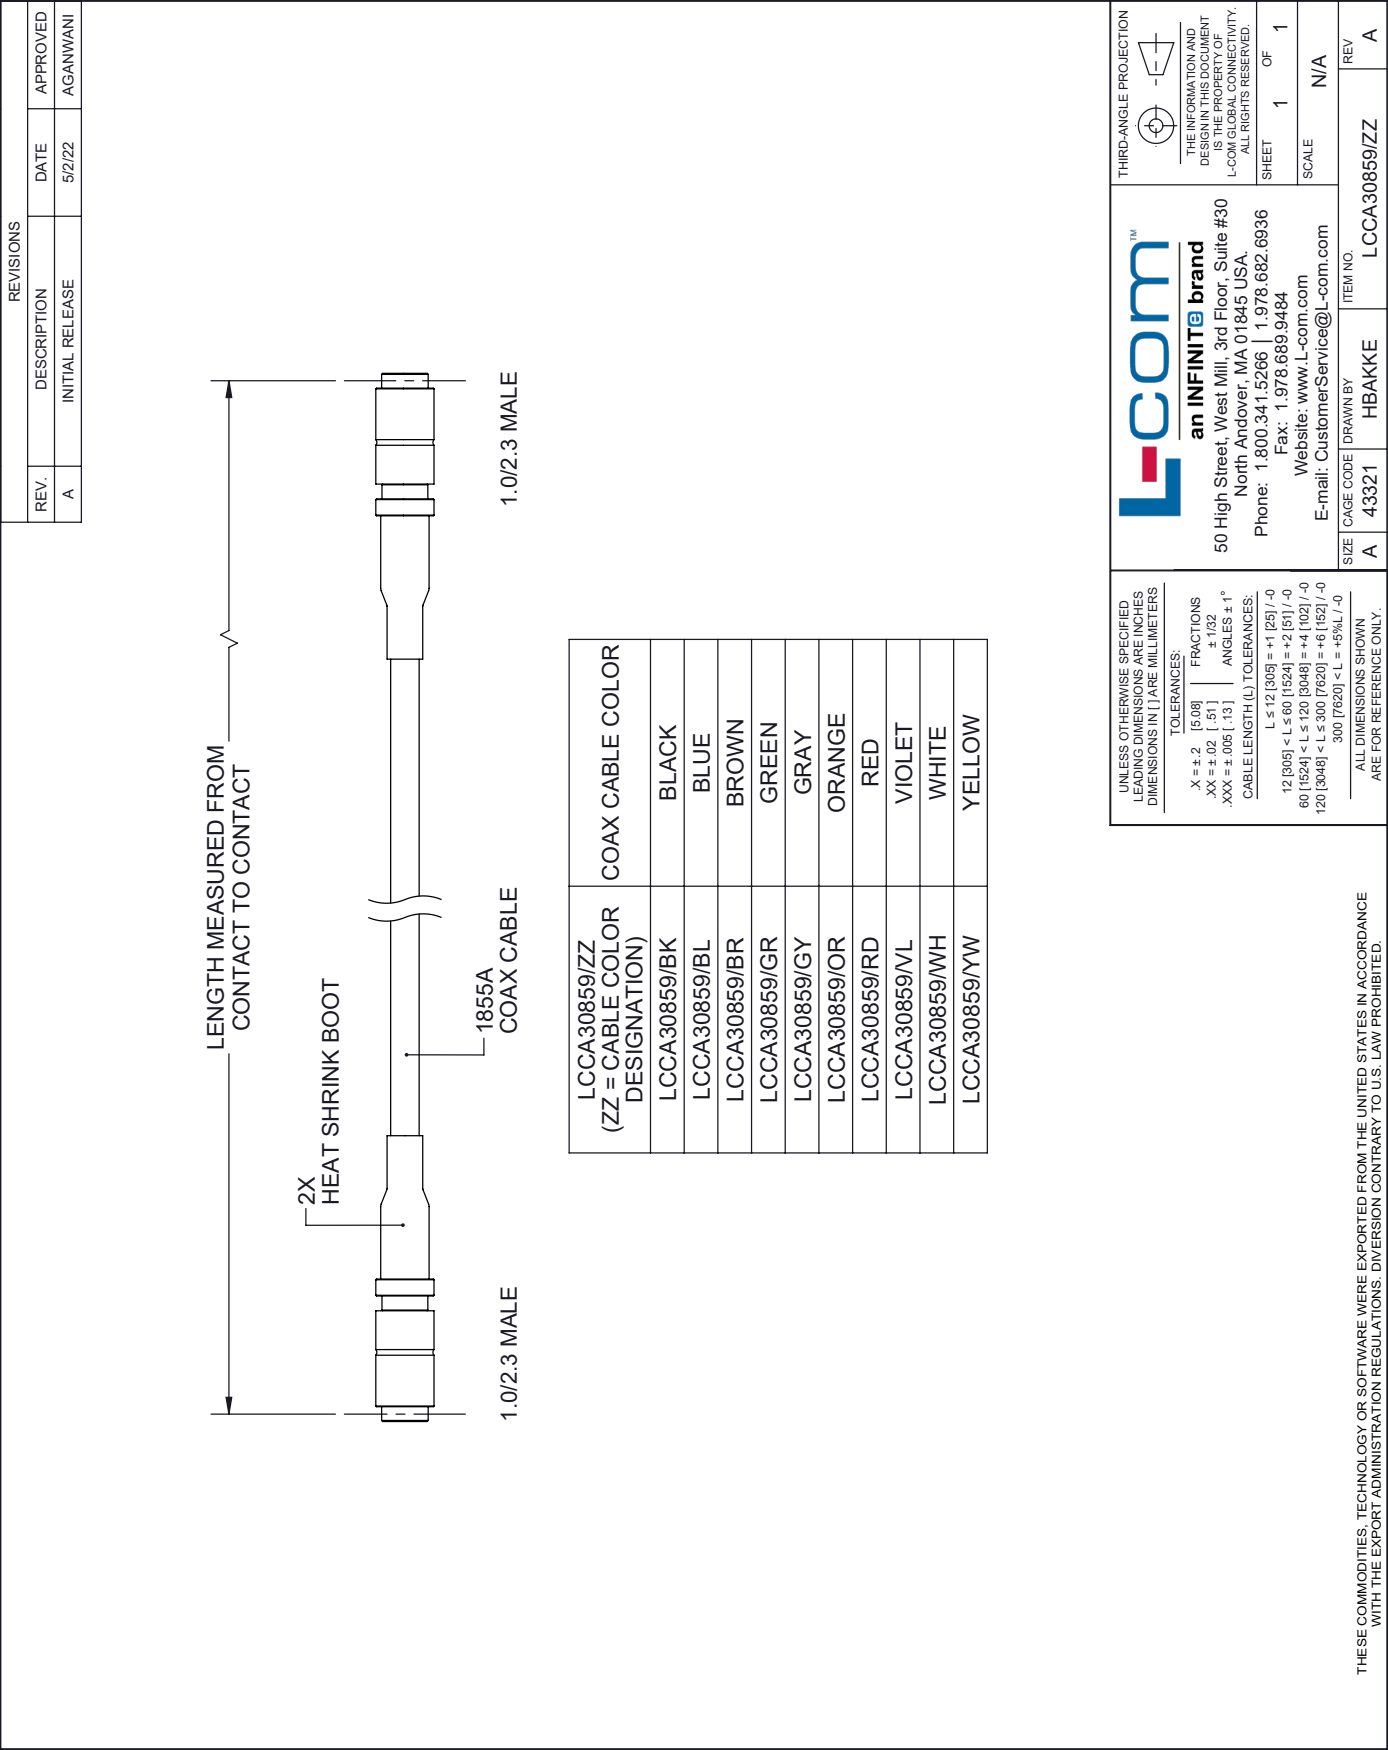 REVISIONS
REV. DESCRIPTION DATE APPROVED
A INITIAL RELEASE 5/2/22 AGANWANI
LENGTH MEASURED FROM
CONTACT TO CONTACT
2X
HEAT SHRINK BOOT
1.0/2.3 MALE
1855A
COAX CABLE
1.0/2.3 MALE
LCCA30859/ZZ
(ZZ = CABLE COLOR
DESIGNATION)
COAX CABLE COLOR
LCCA30859/BK BLACK
LCCA30859/BL BLUE
LCCA30859/BR BROWN
LCCA30859/GR GREEN
LCCA30859/GY GRAY
LCCA30859/OR ORANGE
LCCA30859/RD RED
LCCA30859/VL VIOLET
LCCA30859/WH WHITE
LCCA30859/YW YELLOW
UNLESS OTHERWISE SPECIFIED
LEADING DIMENSIONS ARE INCHES
DIMENSIONS IN [ ] ARE MILLIMETERS
TOLERANCES:
.X = ± .2 [5.08] FRACTIONS
.XX = ± .02 [ .51 ] ± 1/32
.XXX = ± .005 [ .13 ] ANGLES ± 1°
CABLE LENGTH (L) TOLERANCES:
L ≤ 12 [305] = +1 [25] / -0
12 [305] < L ≤ 60 [1524] = +2 [51] / -0
60 [1524] < L ≤ 120 [3048] = +4 [102] / -0
120 [3048] < L ≤ 300 [7620] = +6 [152] / -0
300 [7620] < L = +5%L / -0
ALL DIMENSIONS SHOWN
ARE FOR REFERENCE ONLY.
L-com™
an INFINITe brand
50 High Street, West Mill, 3rd Floor, Suite #30
North Andover, MA 01845 USA.
Phone: 1.800.341.5266 | 1.978.682.6936
Fax: 1.978.689.9484
Website: www.L-com.com
E-mail: CustomerService@L-com.com
THIRD-ANGLE PROJECTION
THE INFORMATION AND
DESIGN IN THIS DOCUMENT
IS THE PROPERTY OF
L-COM GLOBAL CONNECTIVITY.
ALL RIGHTS RESERVED.
SHEET 1 OF 1
SCALE N/A
SIZE A
CAGE CODE 43321
DRAWN BY HBAKKE
ITEM NO. LCCA30859/ZZ
REV A
THESE COMMODITIES, TECHNOLOGY OR SOFTWARE WERE EXPORTED FROM THE UNITED STATES IN ACCORDANCE
WITH THE EXPORT ADMINISTRATION REGULATIONS. DIVERSION CONTRARY TO U.S. LAW PROHIBITED.